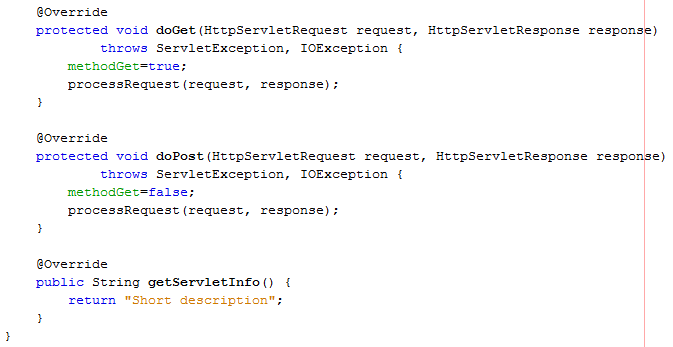 @Override
protected void doGet(HttpServletRequest request, HttpServletResponse response)
throws ServletException, IOException {
methodGet=true;
processRequest(request, response);
}
@Override
protected void doPost(HttpServletRequest request, HttpServletResponse response)
throws ServletException, IOException {
methodGet=false;
processRequest(request, response);
}
@Override
public String getServletInfo() {
return "Short description";
}
}